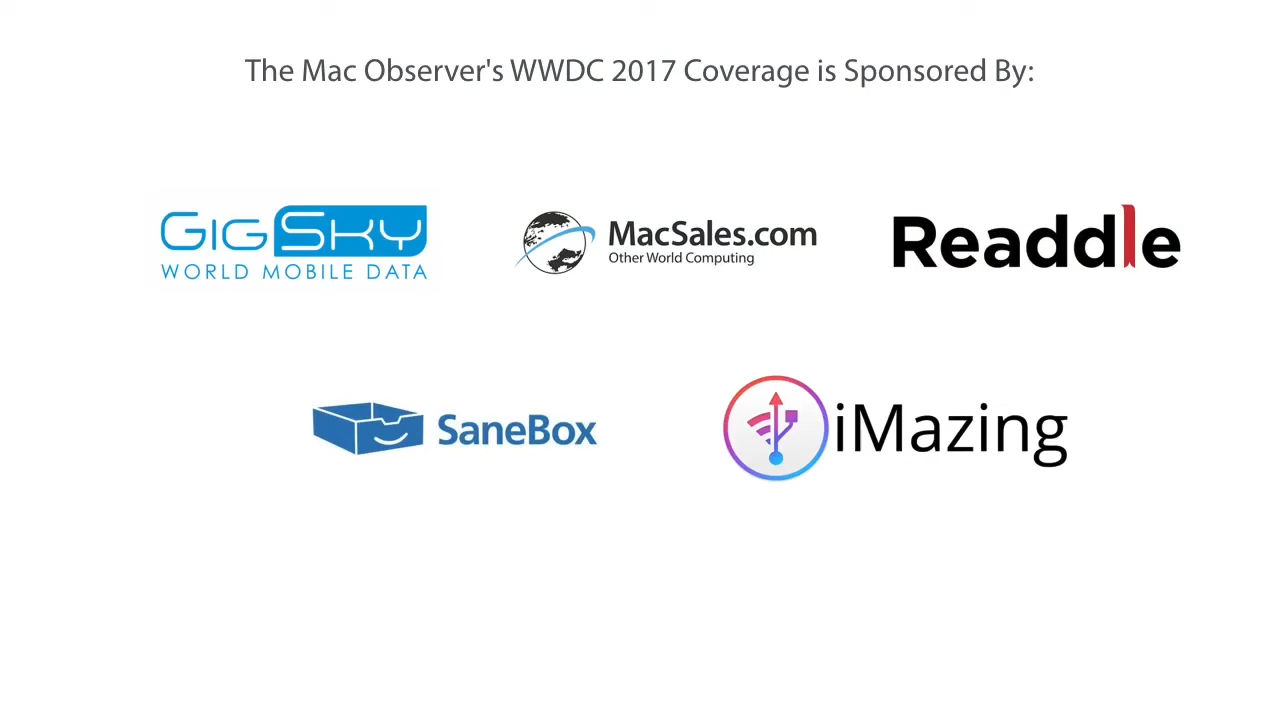 The Mac Observer's WWDC 2017 Coverage is Sponsored By:
GIGSKY
WORLD MOBILE DATA
MacSales.com
Other World Computing
Readdle
SaneBox
iMazing